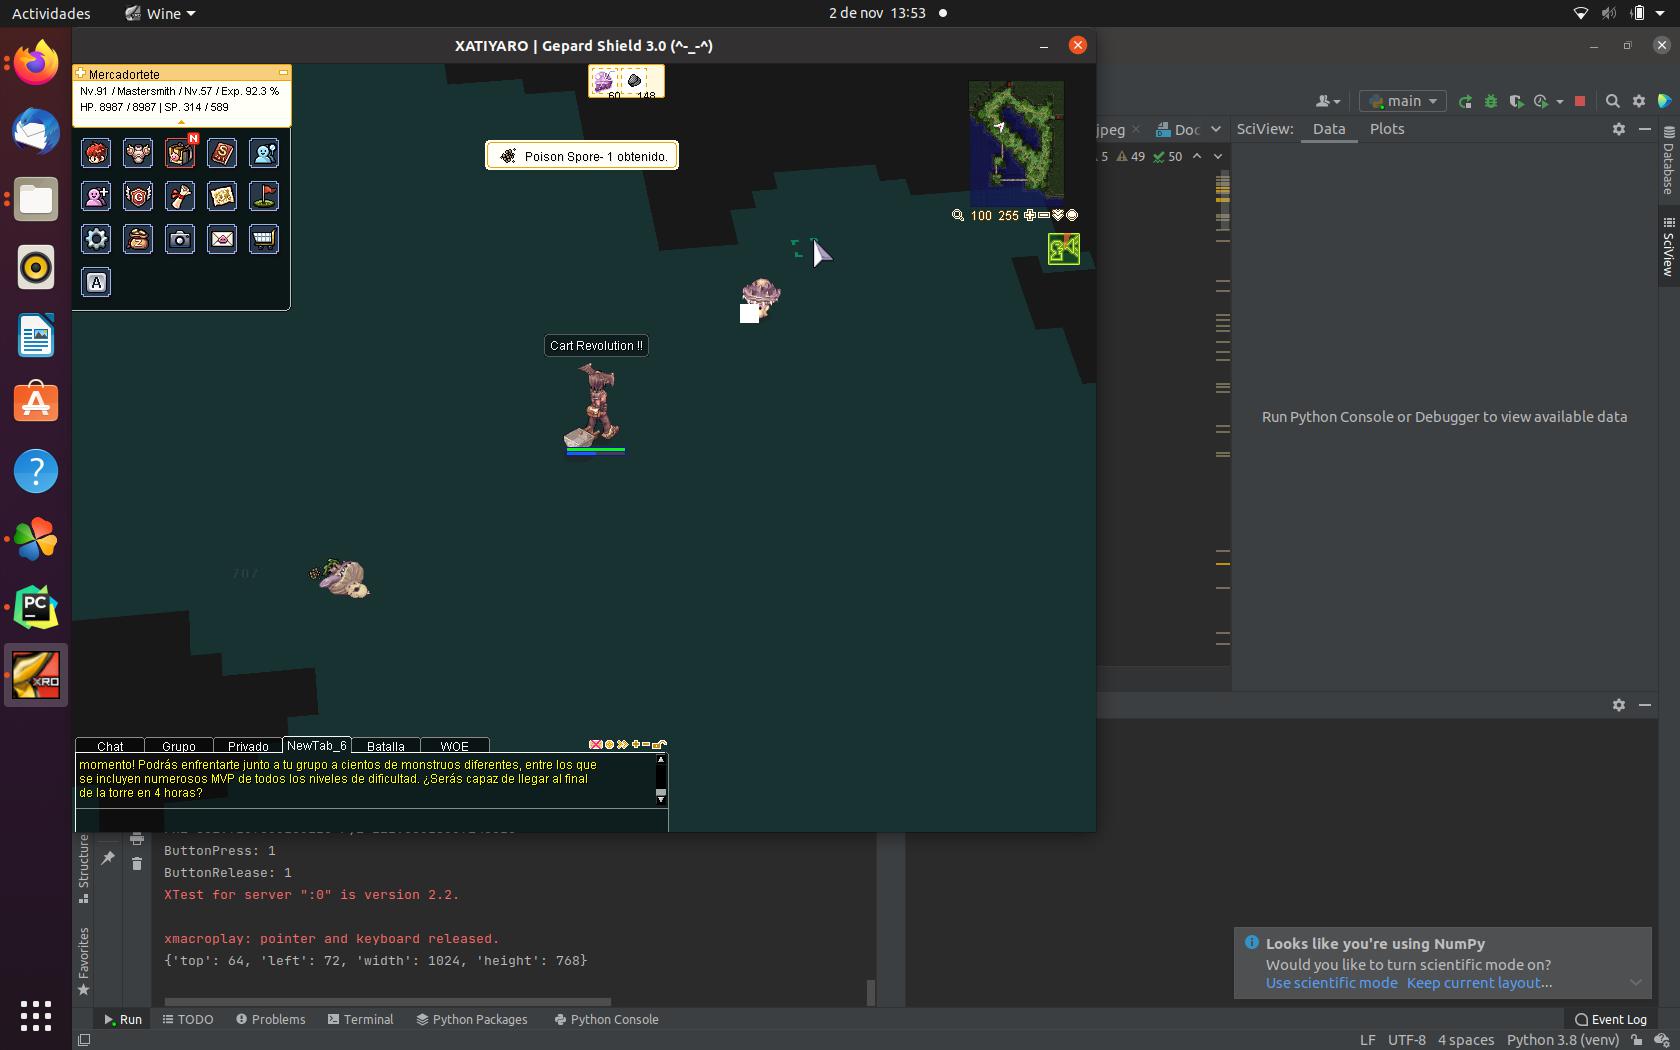 Actividades
Wine
2 de nov 13:53
XATIYARO | Gepard Shield 3.0 (^-_-^)
Mercadortete
Nv.91 / Mastersmith / Nv.57 / Exp. 92.3 %
HP. 8987 / 8987 | SP. 314 / 589
N
60 148
Poison Spore- 1 obtenido.
100 255
A
Cart Revolution !!
707
Chat Grupo Privado NewTab_6 Batalla WOE
momento! Podrás enfrentarte junto a tu grupo a cientos de monstruos diferentes, entre los que
se incluyen numerosos MVP de todos los niveles de dificultad. ¿Serás capaz de llegar al final
de la torre en 4 horas?
main
jpeg
Doc
SciView: Data Plots
5 49 50
Run Python Console or Debugger to view available data
Database
SciView
PC
XRO
ButtonPress: 1
ButtonRelease: 1
XTest for server ":0" is version 2.2.
xmacroplay: pointer and keyboard released.
{'top': 64, 'left': 72, 'width': 1024, 'height': 768}
Structure
Favorites
Looks like you're using NumPy
Would you like to turn scientific mode on?
Use scientific mode Keep current layout...
Run TODO Problems Terminal Python Packages Python Console
Event Log
LF UTF-8 4 spaces Python 3.8 (venv)